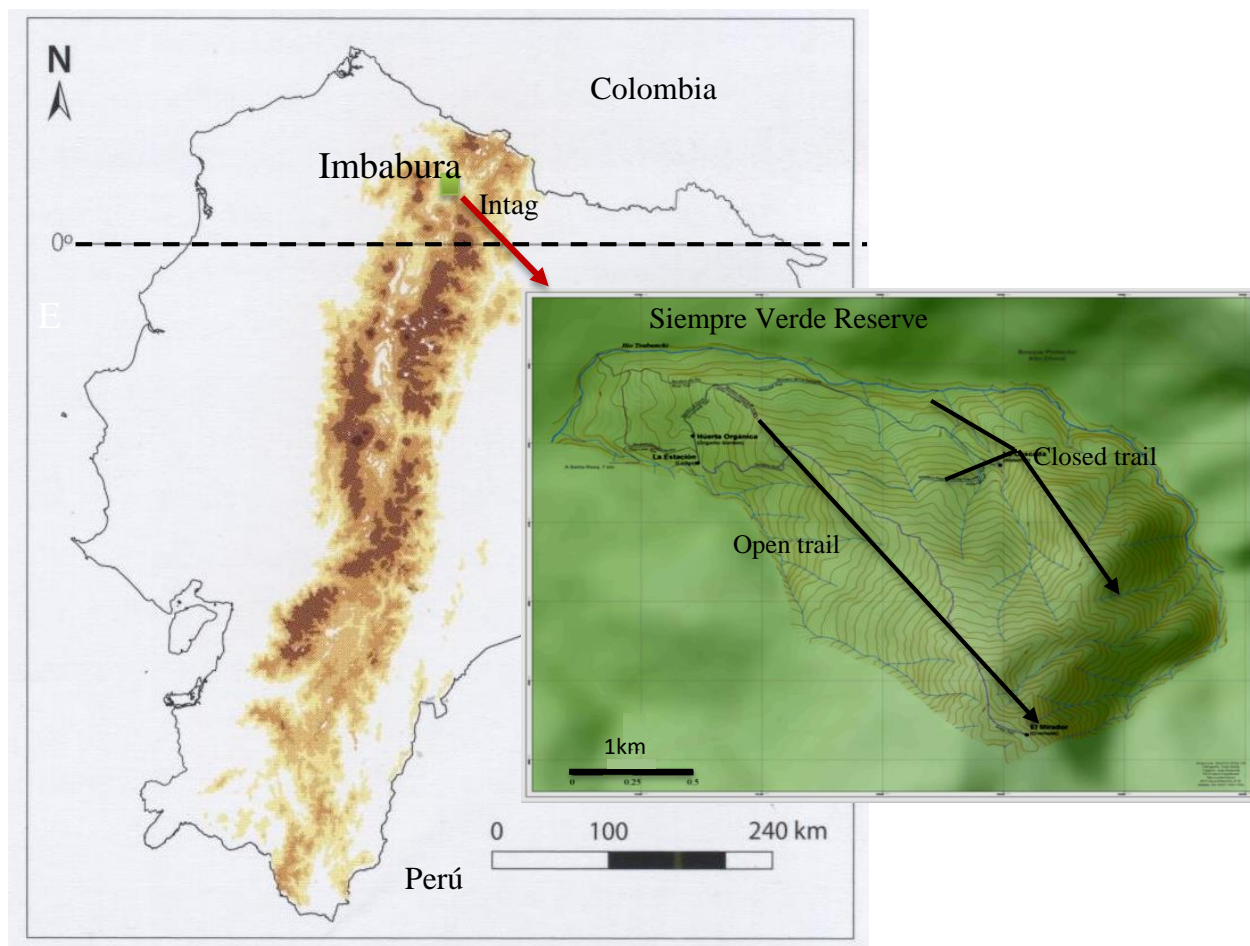 N
Colombia
Imbabura
Intag
0º
E
Siempre Verde Reserve
Huerta Orgánica
La Estación
Closed trail
Open trail
El Mirador
1km
0 0.25 0.5
0 100 240 km
Perú